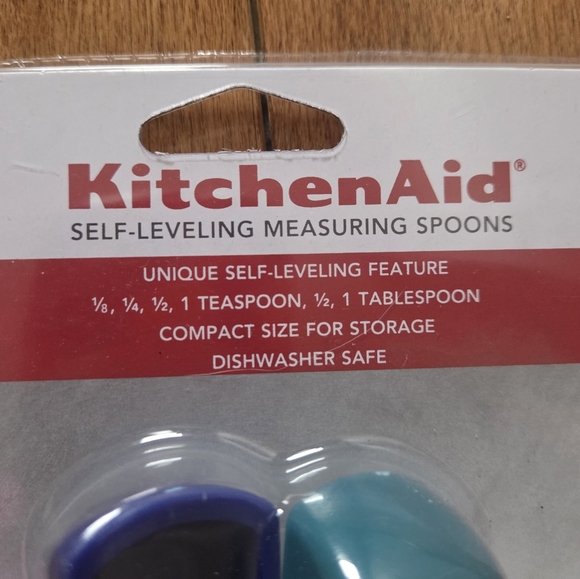 KitchenAid®
SELF-LEVELING MEASURING SPOONS
UNIQUE SELF-LEVELING FEATURE
⅛, ¼, ½, 1 TEASPOON, ½, 1 TABLESPOON
COMPACT SIZE FOR STORAGE
DISHWASHER SAFE